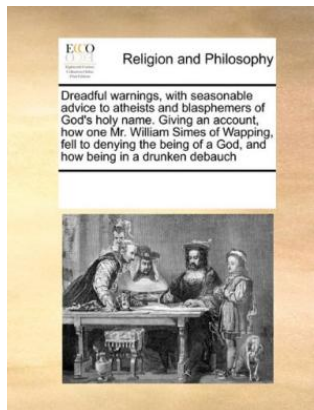 ECCO
Religion and Philosophy
Dreadful warnings, with seasonable
advice to atheists and blasphemers of
God's holy name. Giving an account,
how one Mr. William Simes of Wapping,
fell to denying the being of a God, and
how being in a drunken debauch